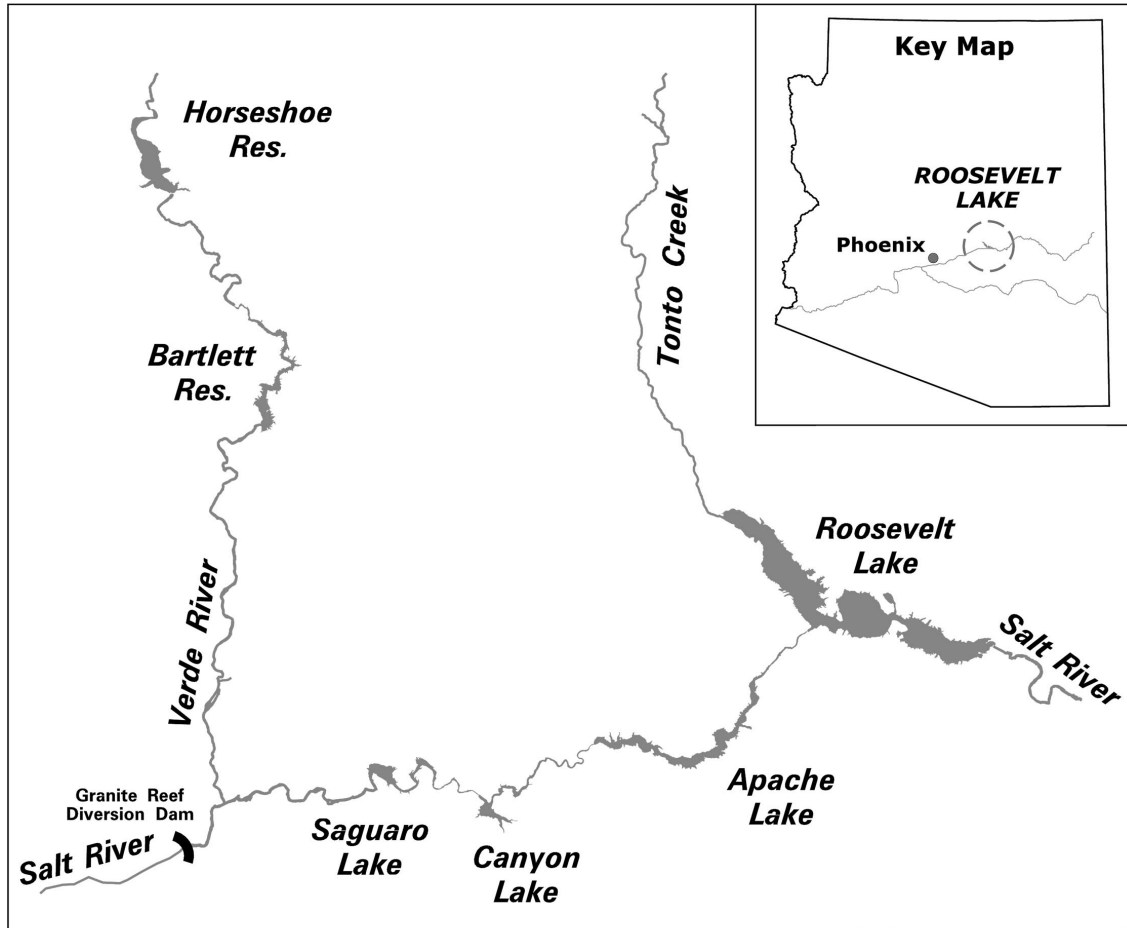 Key Map
ROOSEVELT
LAKE
Phoenix
Horseshoe
Res.
Tonto Creek
Bartlett
Res.
Roosevelt
Lake
Salt River
Verde River
Apache
Lake
Granite Reef
Diversion Dam
Salt River
Saguaro
Lake
Canyon
Lake